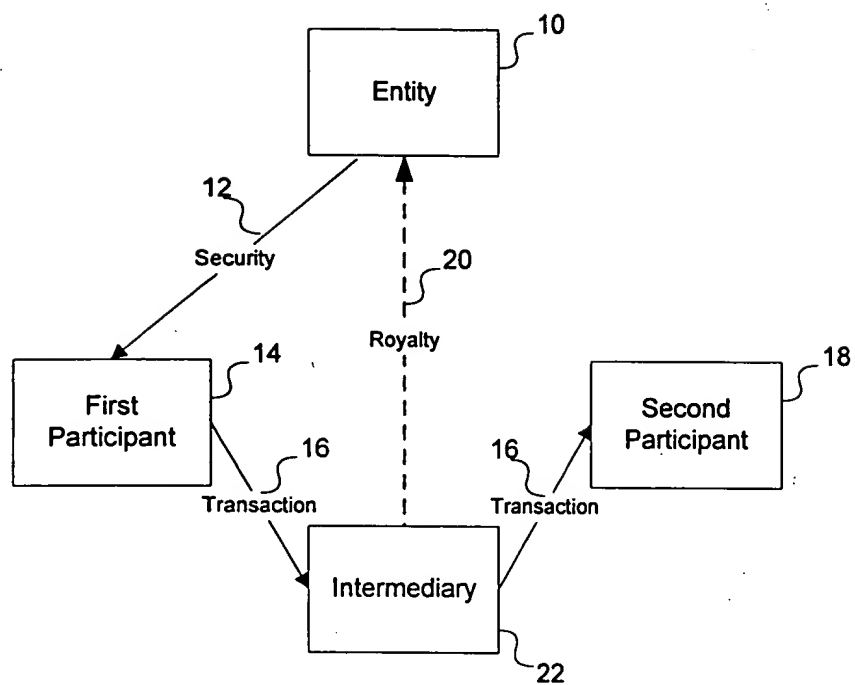 10
Entity
12
Security
20
Royalty
14
First
Participant
18
Second
Participant
16
Transaction
16
Transaction
Intermediary
22